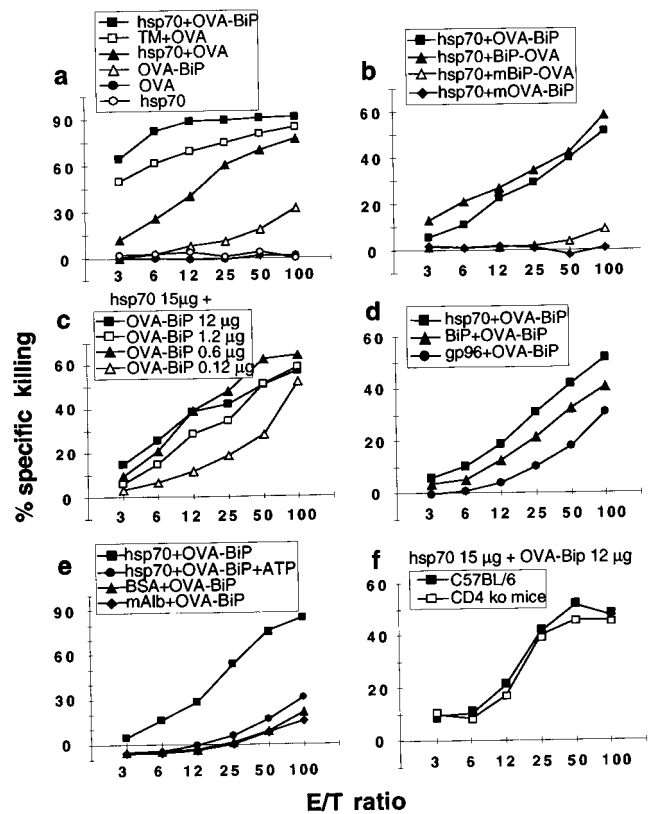 a
hsp70+OVA-BiP
TM+OVA
hsp70+OVA
OVA-BiP
OVA
hsp70
90
60
30
0
3 6 12 25 50 100
b
hsp70+OVA-BiP
hsp70+BiP-OVA
hsp70+mBiP-OVA
hsp70+mOVA-BiP
60
40
20
0
3 6 12 25 50 100
hsp70 15µg +
c
OVA-BiP 12 µg
OVA-BiP 1.2 µg
OVA-BiP 0.6 µg
OVA-BiP 0.12 µg
60
40
20
0
3 6 12 25 50 100
d
hsp70+OVA-BiP
BiP+OVA-BiP
gp96+OVA-BiP
60
40
20
0
3 6 12 25 50 100
e
hsp70+OVA-BiP
hsp70+OVA-BiP+ATP
BSA+OVA-BiP
mAlb+OVA-BiP
90
60
30
0
3 6 12 25 50 100
f
hsp70 15 µg + OVA-Bip 12 µg
C57BL/6
CD4 ko mice
60
40
20
0
3 6 12 25 50 100
% specific killing
E/T ratio